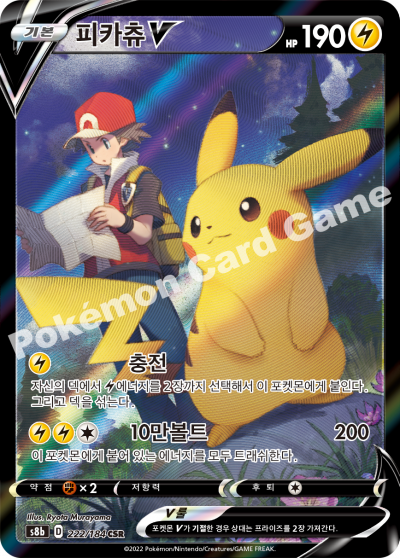 기본 피카츄V HP 190
Pokémon Card Game
충전
자신의 덱에서 에너지를 2장까지 선택해서 이 포켓몬에게 붙인다.
그리고 덱을 섞는다.
10만볼트 200
이 포켓몬에게 붙어 있는 에너지를 모두 트래쉬한다.
약점 ×2 저항력 후퇴
Illus. Ryota Murayama
V룰
s8b D 222/184 CSR
포켓몬V가 기절한 경우 상대는 프라이즈를 2장 가져간다.
©2022 Pokémon/Nintendo/Creatures/GAME FREAK.